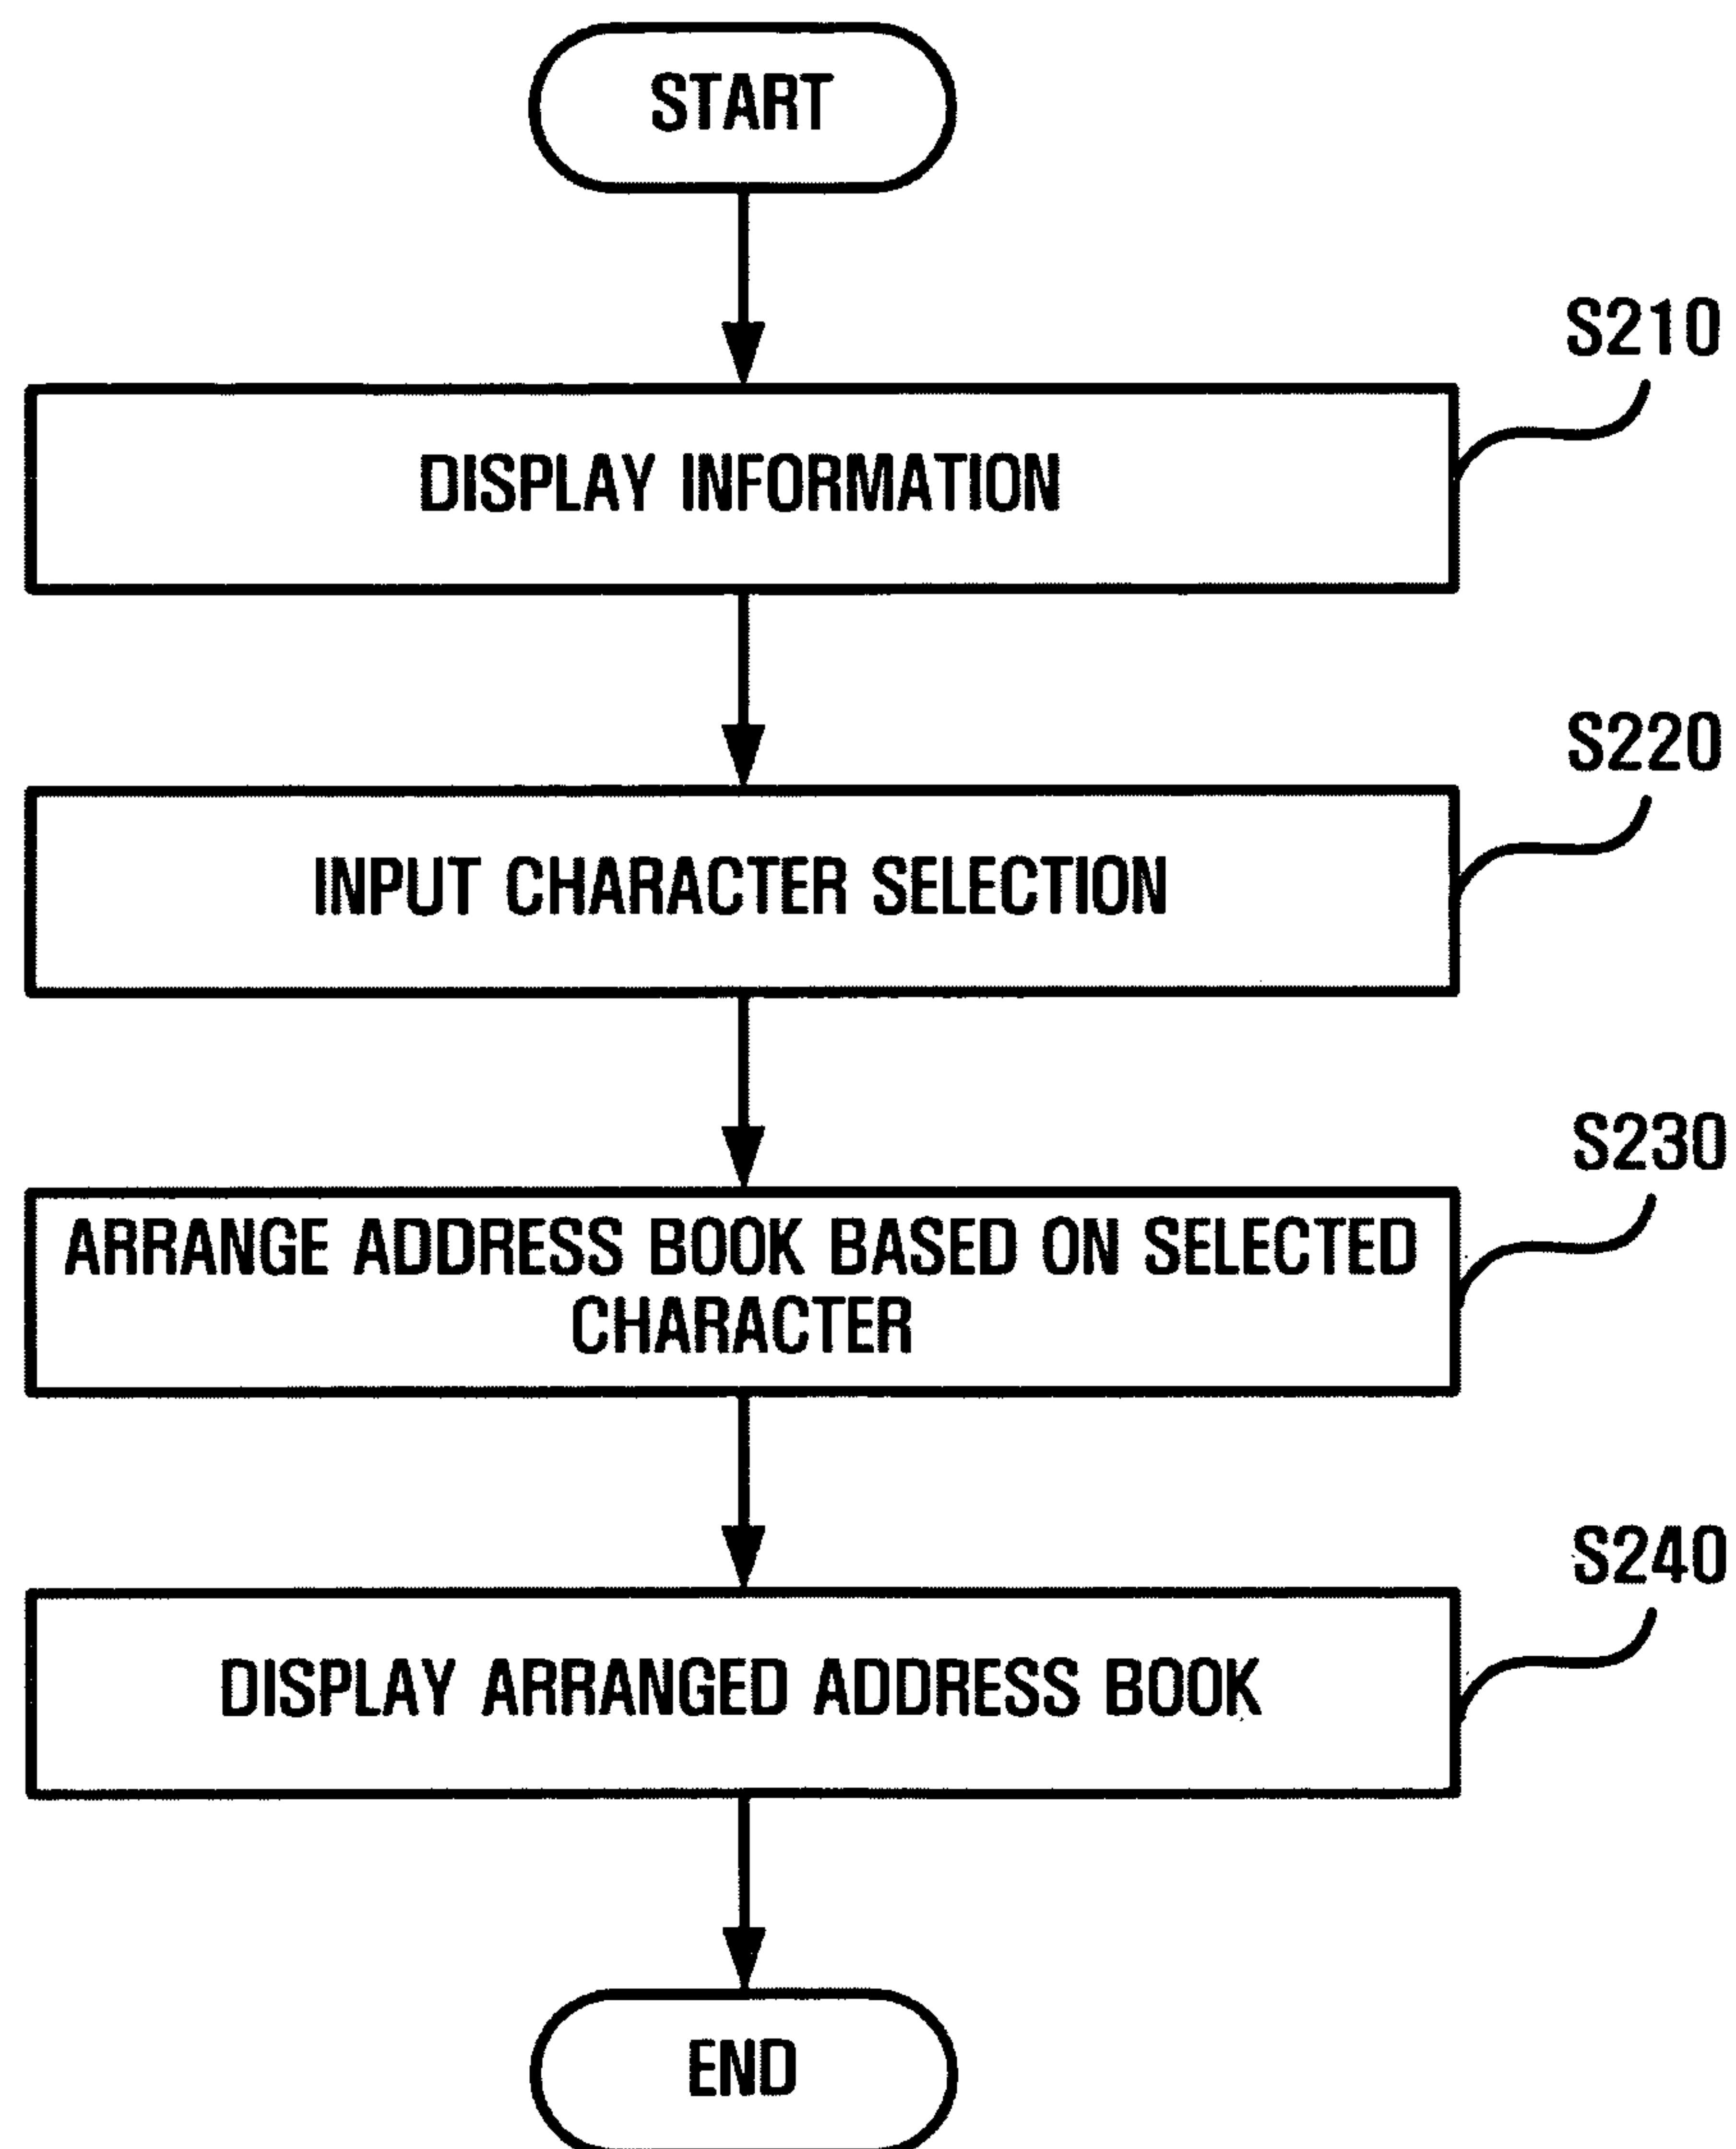 START
S210
DISPLAY INFORMATION
S220
INPUT CHARACTER SELECTION
S230
ARRANGE ADDRESS BOOK BASED ON SELECTED
CHARACTER
S240
DISPLAY ARRANGED ADDRESS BOOK
END